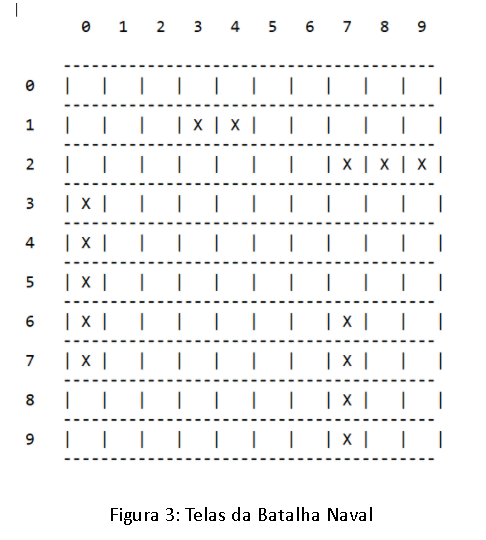 |
0 1 2 3 4 5 6 7 8 9
----------------------------------------
0 | | | | | | | | | | |
----------------------------------------
1 | | | | X | X | | | | | |
----------------------------------------
2 | | | | | | | | X | X | X |
----------------------------------------
3 | X | | | | | | | | | |
----------------------------------------
4 | X | | | | | | | | | |
----------------------------------------
5 | X | | | | | | | | | |
----------------------------------------
6 | X | | | | | | | X | | |
----------------------------------------
7 | X | | | | | | | X | | |
----------------------------------------
8 | | | | | | | | X | | |
----------------------------------------
9 | | | | | | | | X | | |
----------------------------------------
Figura 3: Telas da Batalha Naval